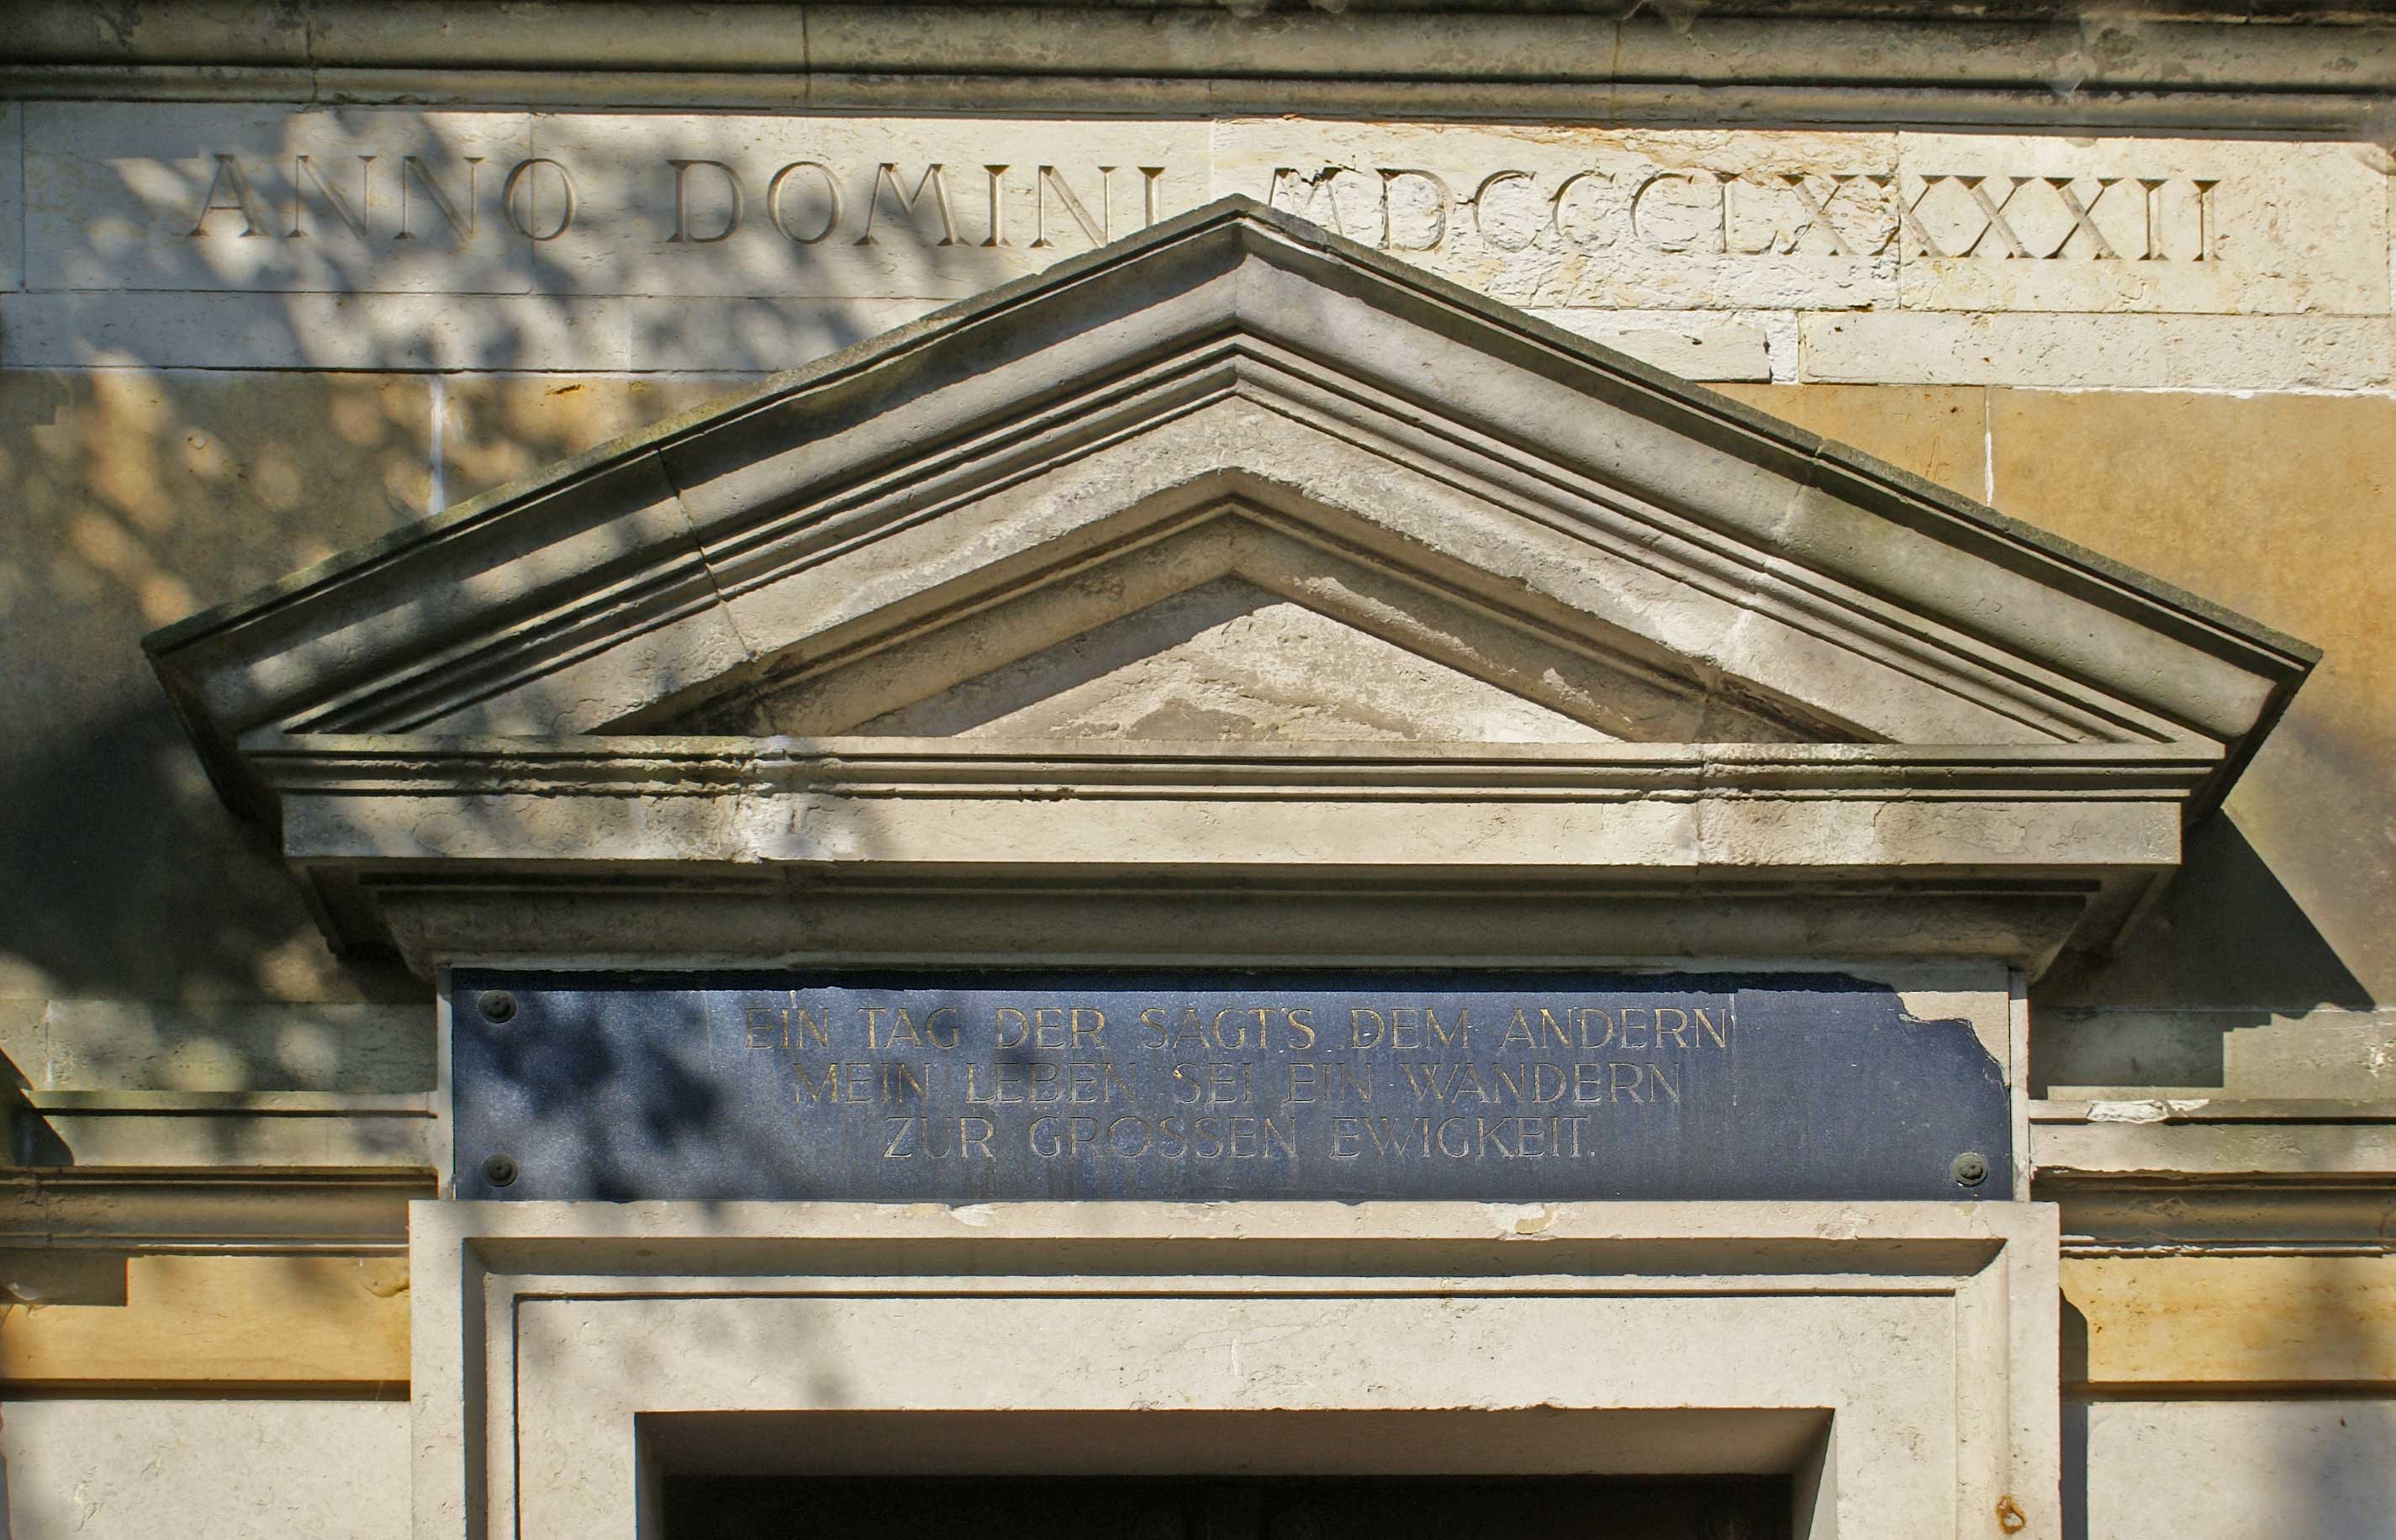 ANNO DOMINI MDCCCLXXXXII
EIN TAG DER SAGT'S DEM ANDERN
MEIN LEBEN SEI EIN WANDERN
ZUR GROSSEN EWIGKEIT.